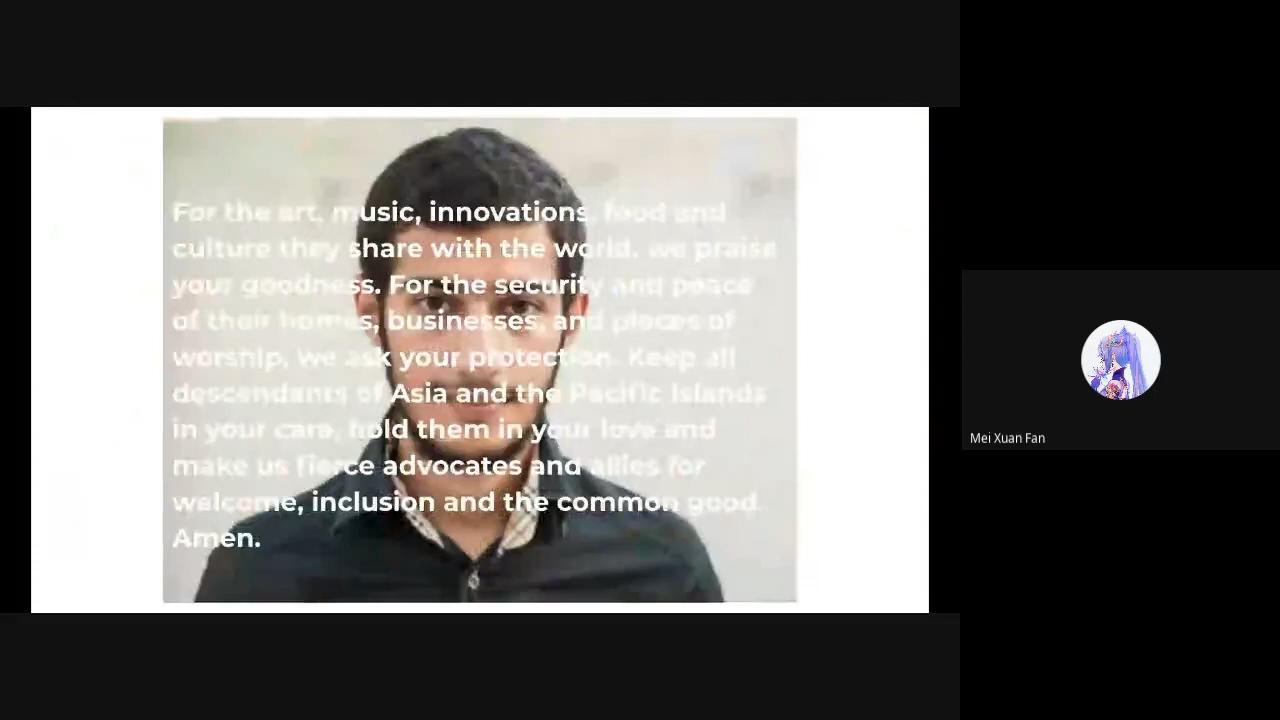 For the art, music, innovations, food and
culture they share with the world, we praise
your goodness. For the security and peace
of their homes, businesses, and places of
worship, we ask your protection. Keep all
descendants of Asia and the Pacific Islands
in your care, hold them in your love and
make us fierce advocates and allies for
welcome, inclusion and the common good.
Amen.
Mei Xuan Fan